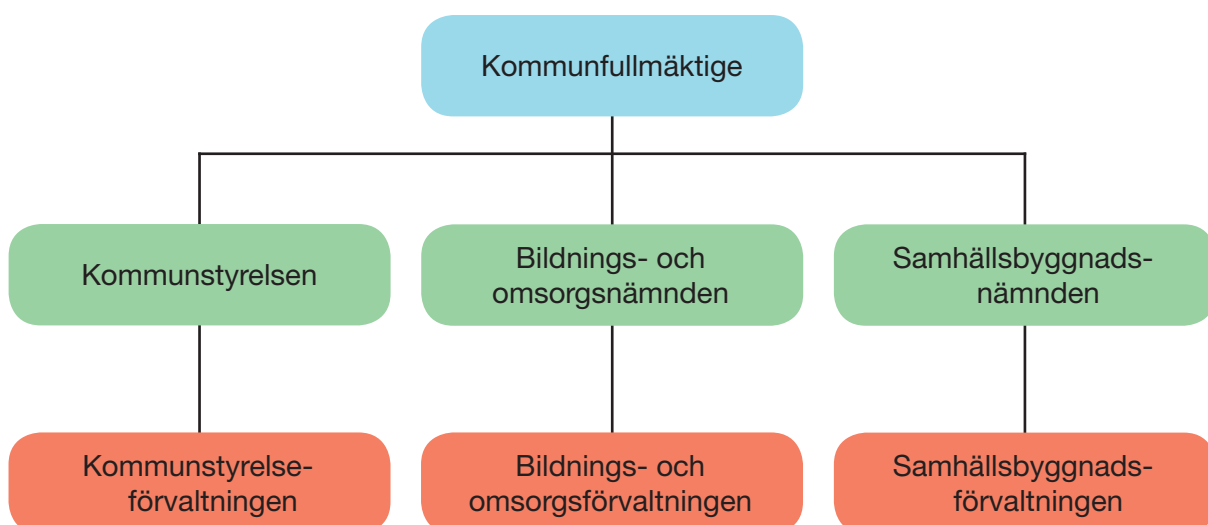 Kommunfullmäktige
Kommunstyrelsen
Bildnings- och
omsorgsnämnden
Samhällsbyggnads-
nämnden
Kommunstyrelse-
förvaltningen
Bildnings- och
omsorgsförvaltningen
Samhällsbyggnads-
förvaltningen